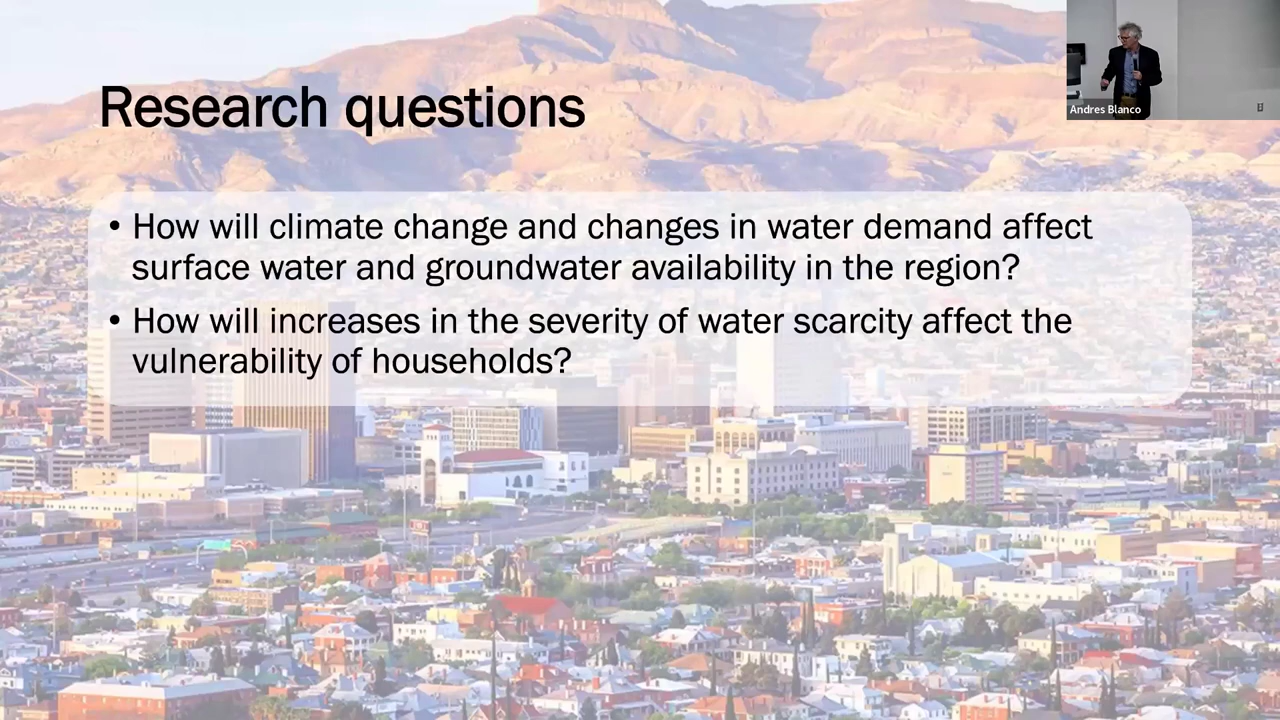 Andres Blanco
Research questions
• How will climate change and changes in water demand affect
surface water and groundwater availability in the region?
• How will increases in the severity of water scarcity affect the
vulnerability of households?